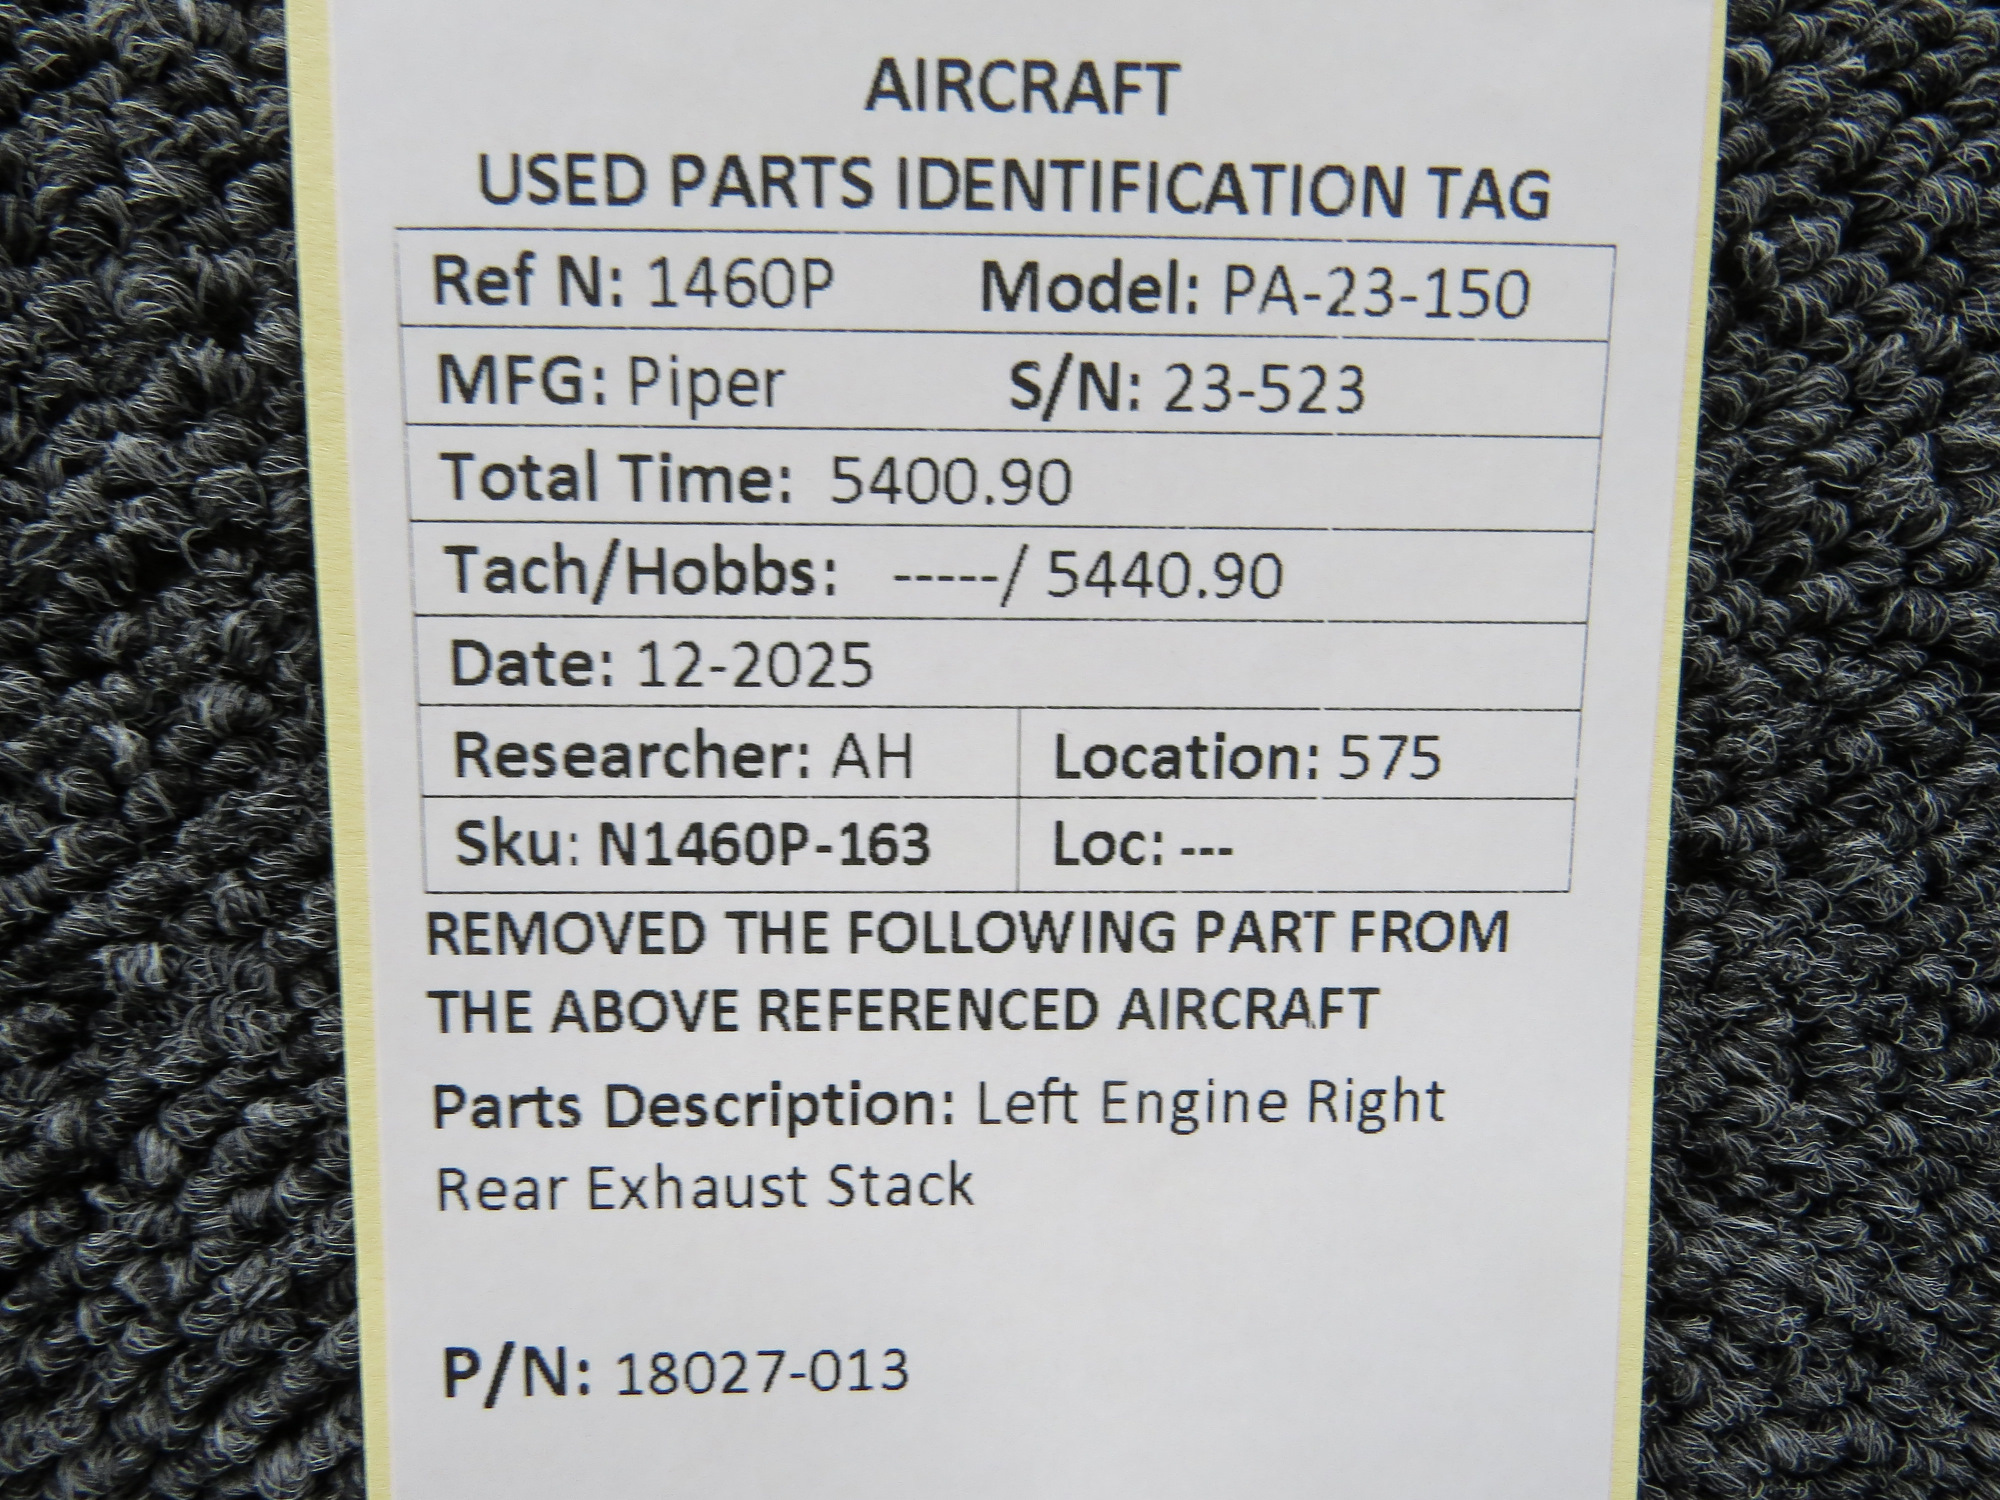 AIRCRAFT
USED PARTS IDENTIFICATION TAG
Ref N: 1460P Model: PA-23-150
MFG: Piper S/N: 23-523
Total Time: 5400.90
Tach/Hobbs: -----/ 5440.90
Date: 12-2025
Researcher: AH Location: 575
Sku: N1460P-163 Loc: ---
REMOVED THE FOLLOWING PART FROM
THE ABOVE REFERENCED AIRCRAFT
Parts Description: Left Engine Right
Rear Exhaust Stack
P/N: 18027-013